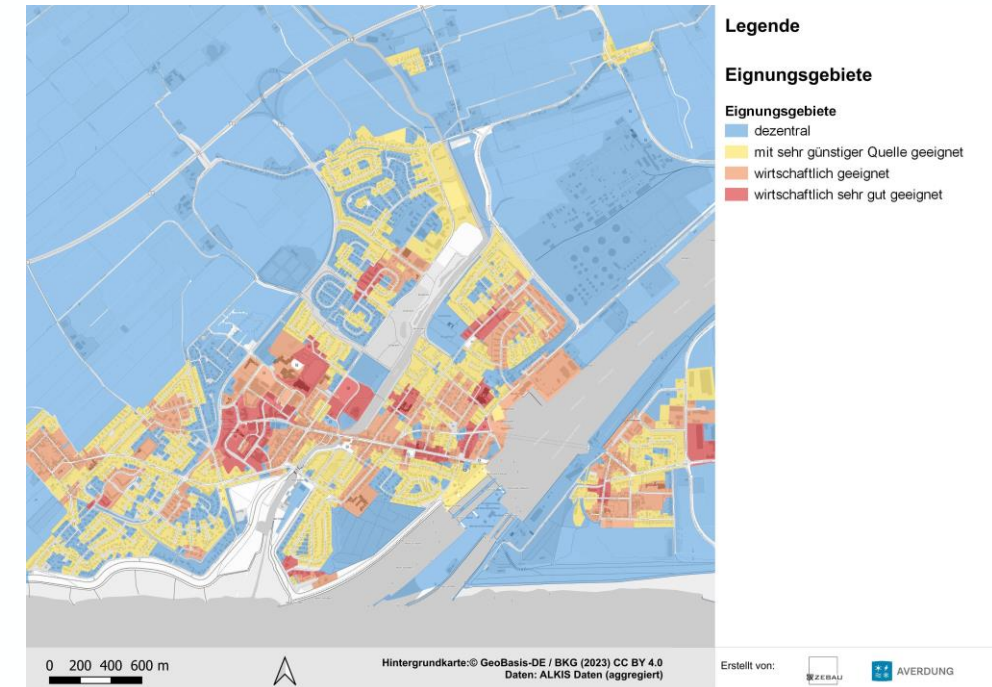 Legende
Eignungsgebiete
Eignungsgebiete
dezentral
mit sehr günstiger Quelle geeignet
wirtschaftlich geeignet
wirtschaftlich sehr gut geeignet
0 200 400 600 m
Hintergrundkarte:© GeoBasis-DE / BKG (2023) CC BY 4.0
Daten: ALKIS Daten (aggregiert)
Erstellt von:
ZEBAU
AVERDUNG